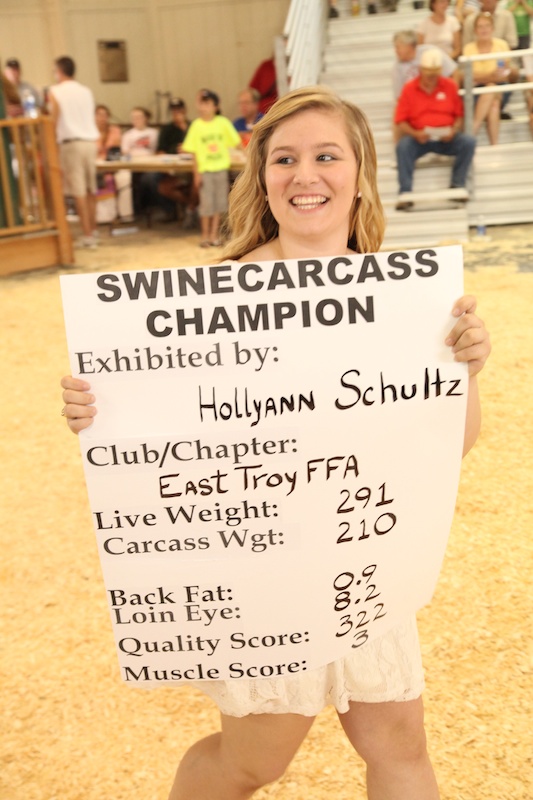 SWINECARCASS
CHAMPION
Exhibited by:
HollyANN Schultz
Club/Chapter:
EAST TROY FFA
Live Weight: 291
Carcass Wgt: 210
Back Fat: 0.9
Loin Eye: 8.2
Quality Score: 322
Muscle Score: 3